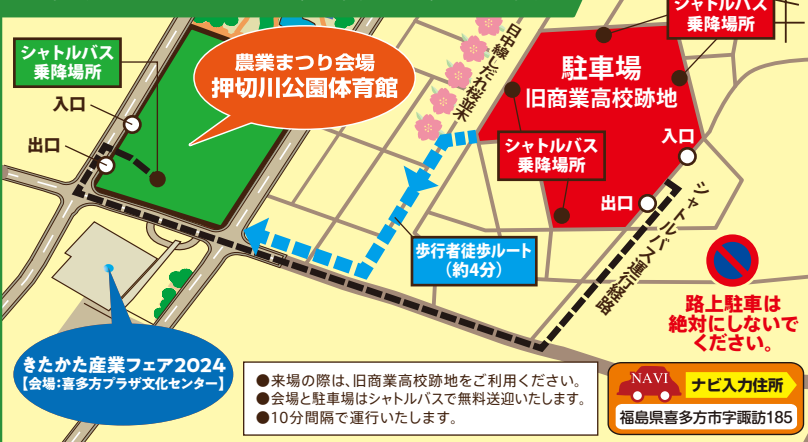 シャトルバス
乗降場所
シャトルバス
乗降場所
農業まつり会場
押切川公園体育館
日中線しだれ桜並木
駐車場
旧商業高校跡地
入口
出口
シャトルバス
乗降場所
入口
出口
シャトルバス運行経路
歩行者徒歩ルート
（約4分）
路上駐車は
絶対にしないで
ください。
きたかた産業フェア2024
【会場:喜多方プラザ文化センター】
●来場の際は、旧商業高校跡地をご利用ください。
●会場と駐車場はシャトルバスで無料送迎いたします。
●10分間隔で運行いたします。
NAVI
ナビ入力住所
福島県喜多方市字諏訪185